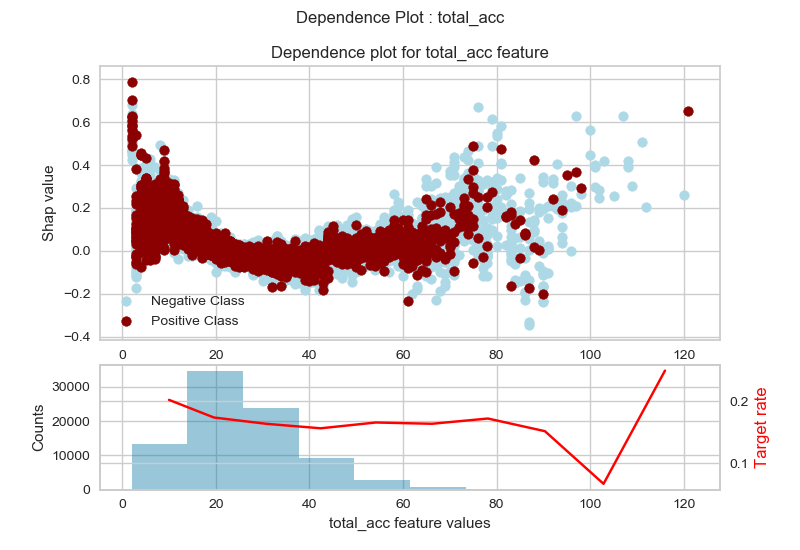 Dependence Plot : total_acc
Dependence plot for total_acc feature
Shap value
0.8
0.6
0.4
0.2
0.0
−0.2
−0.4
Negative Class
Positive Class
0 20 40 60 80 100 120
Counts
30000
20000
10000
0
0.2
0.1
Target rate
0 20 40 60 80 100 120
total_acc feature values